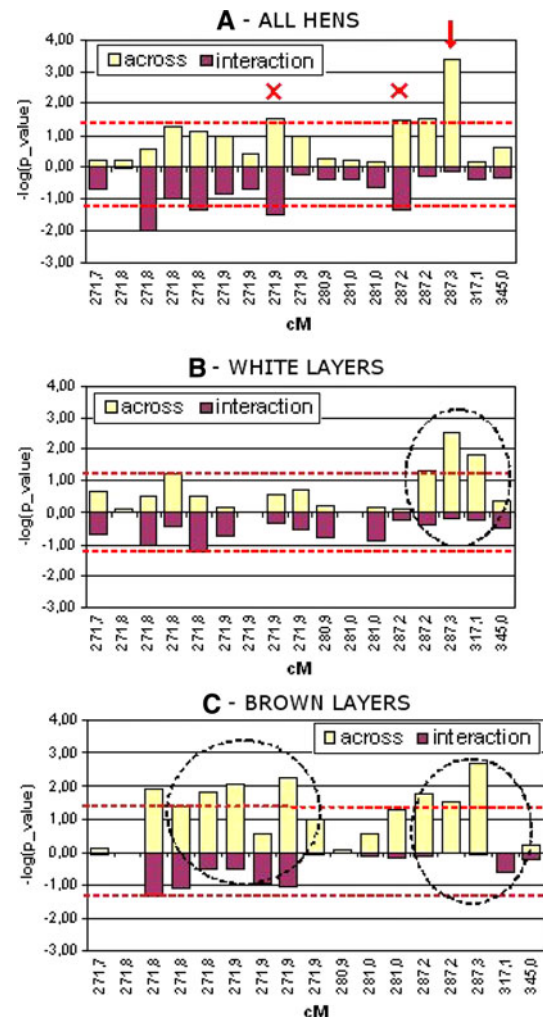 A - ALL HENS
across interaction
4,00
3,00
2,00
1,00
0,00
-1,00
-2,00
-3,00
-log(p_value)
271,7 271,8 271,8 271,8 271,8 271,9 271,9 271,9 271,9 280,9 281,0 281,0 287,2 287,2 287,3 317,1 345,0
cM
B - WHITE LAYERS
across interaction
4,00
3,00
2,00
1,00
0,00
-1,00
-2,00
-3,00
-log(p_value)
271,7 271,8 271,8 271,8 271,8 271,9 271,9 271,9 271,9 280,9 281,0 281,0 287,2 287,2 287,3 317,1 345,0
cM
C - BROWN LAYERS
across interaction
4,00
3,00
2,00
1,00
0,00
-1,00
-2,00
-3,00
-log(p_value)
271,7 271,8 271,8 271,8 271,8 271,9 271,9 271,9 271,9 280,9 281,0 281,0 287,2 287,2 287,3 317,1 345,0
cM